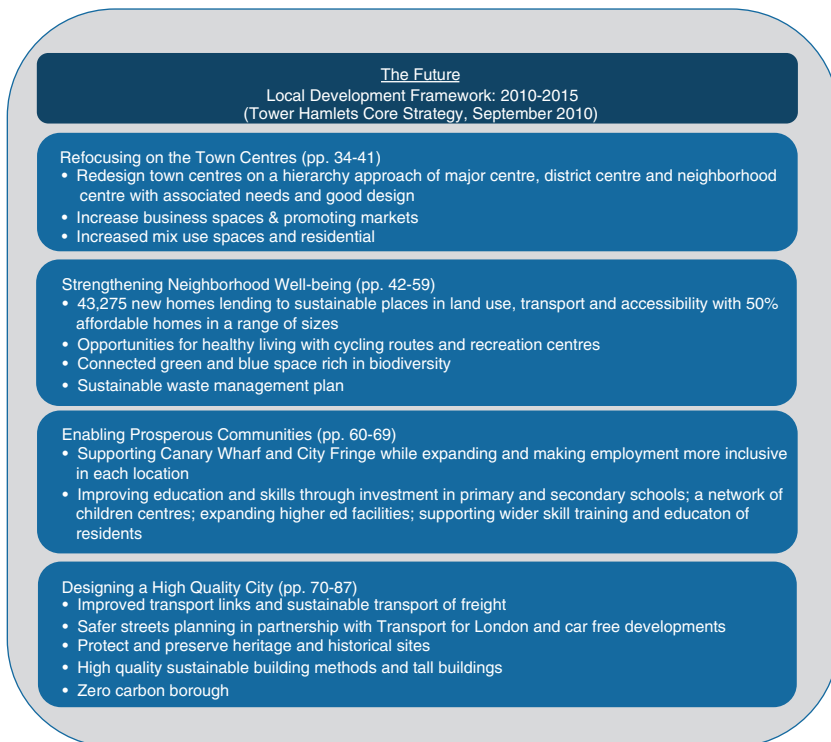 The Future
Local Development Framework: 2010-2015
(Tower Hamlets Core Strategy, September 2010)
Refocusing on the Town Centres (pp. 34-41)
• Redesign town centres on a hierarchy approach of major centre, district centre and neighborhood
centre with associated needs and good design
• Increase business spaces & promoting markets
• Increased mix use spaces and residential
Strengthening Neighborhood Well-being (pp. 42-59)
• 43,275 new homes lending to sustainable places in land use, transport and accessibility with 50%
affordable homes in a range of sizes
• Opportunities for healthy living with cycling routes and recreation centres
• Connected green and blue space rich in biodiversity
• Sustainable waste management plan
Enabling Prosperous Communities (pp. 60-69)
• Supporting Canary Wharf and City Fringe while expanding and making employment more inclusive
in each location
• Improving education and skills through investment in primary and secondary schools; a network of
children centres; expanding higher ed facilities; supporting wider skill training and educaton of
residents
Designing a High Quality City (pp. 70-87)
• Improved transport links and sustainable transport of freight
• Safer streets planning in partnership with Transport for London and car free developments
• Protect and preserve heritage and historical sites
• High quality sustainable building methods and tall buildings
• Zero carbon borough